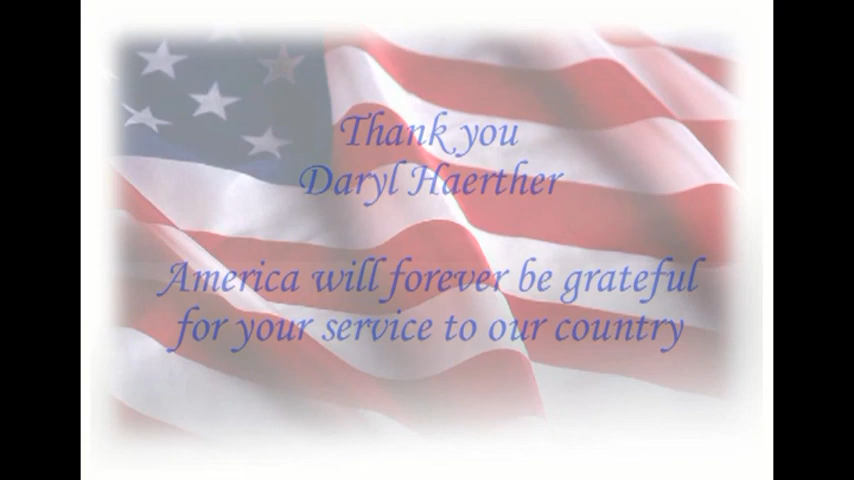 Thank you
Daryl Haerther
America will forever be grateful
for your service to our country